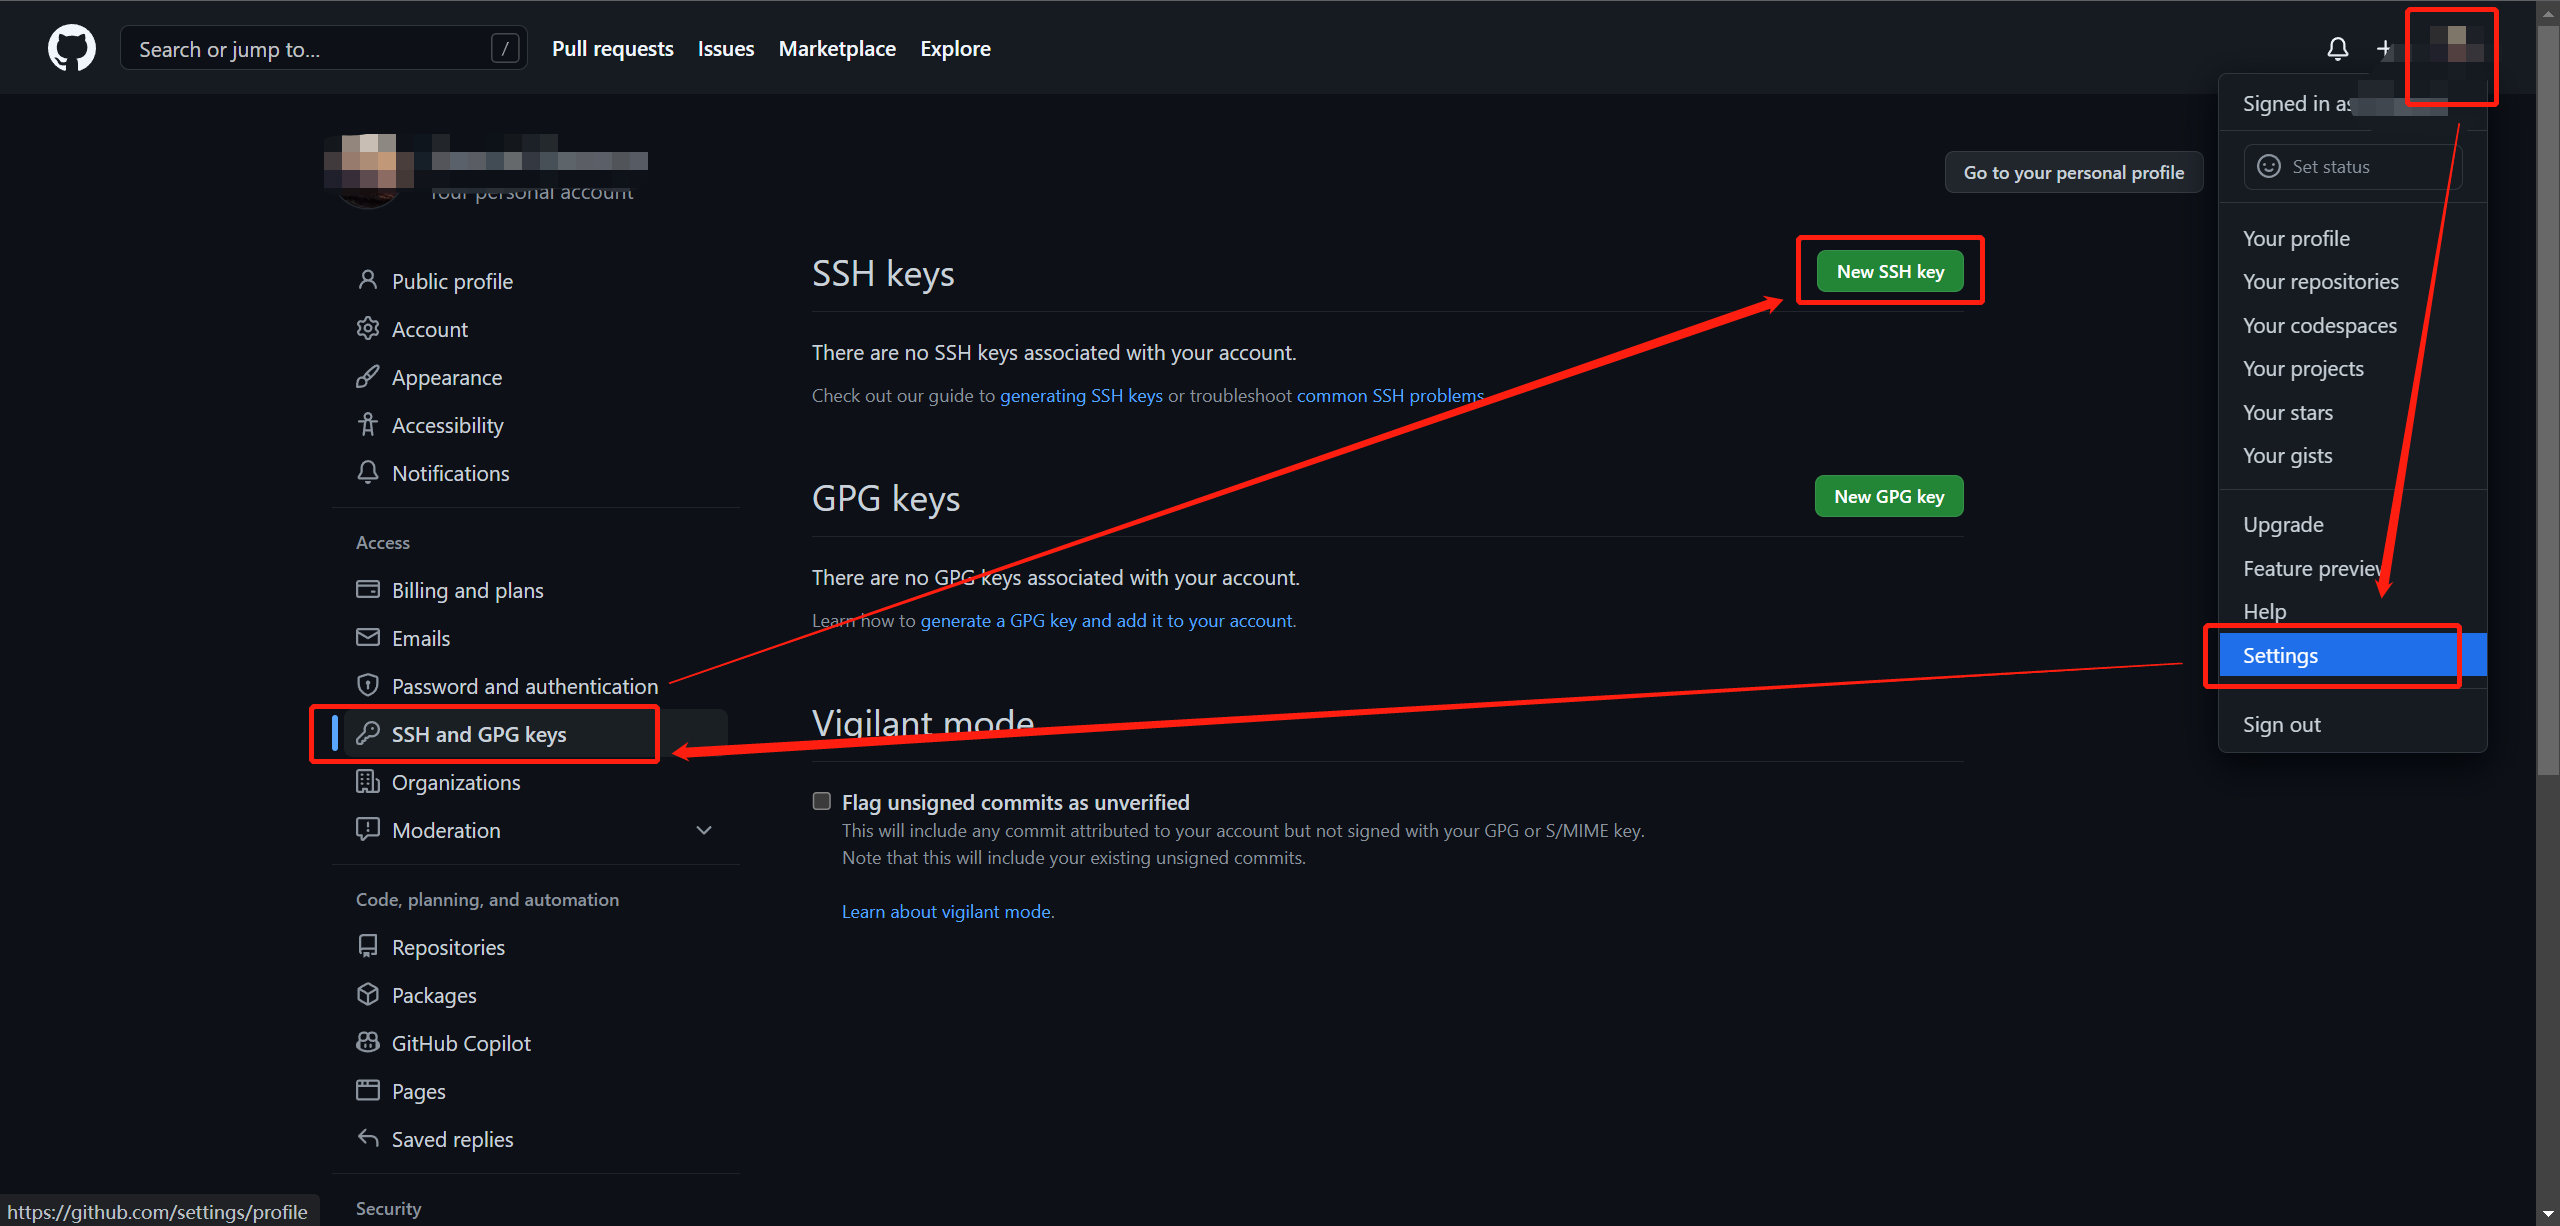 Search or jump to...
/
Pull requests
Issues
Marketplace
Explore
Signed in as
Set status
Your personal account
Go to your personal profile
Your profile
Your repositories
Your codespaces
Your projects
Your stars
Your gists
Upgrade
Feature preview
Help
Settings
Sign out
Public profile
Account
Appearance
Accessibility
Notifications
Access
Billing and plans
Emails
Password and authentication
SSH and GPG keys
Organizations
Moderation
Code, planning, and automation
Repositories
Packages
GitHub Copilot
Pages
Saved replies
Security
SSH keys
New SSH key
There are no SSH keys associated with your account.
Check out our guide to generating SSH keys or troubleshoot common SSH problems.
GPG keys
New GPG key
There are no GPG keys associated with your account.
Learn how to generate a GPG key and add it to your account.
Vigilant mode
Flag unsigned commits as unverified
This will include any commit attributed to your account but not signed with your GPG or S/MIME key.
Note that this will include your existing unsigned commits.
Learn about vigilant mode.
https://github.com/settings/profile